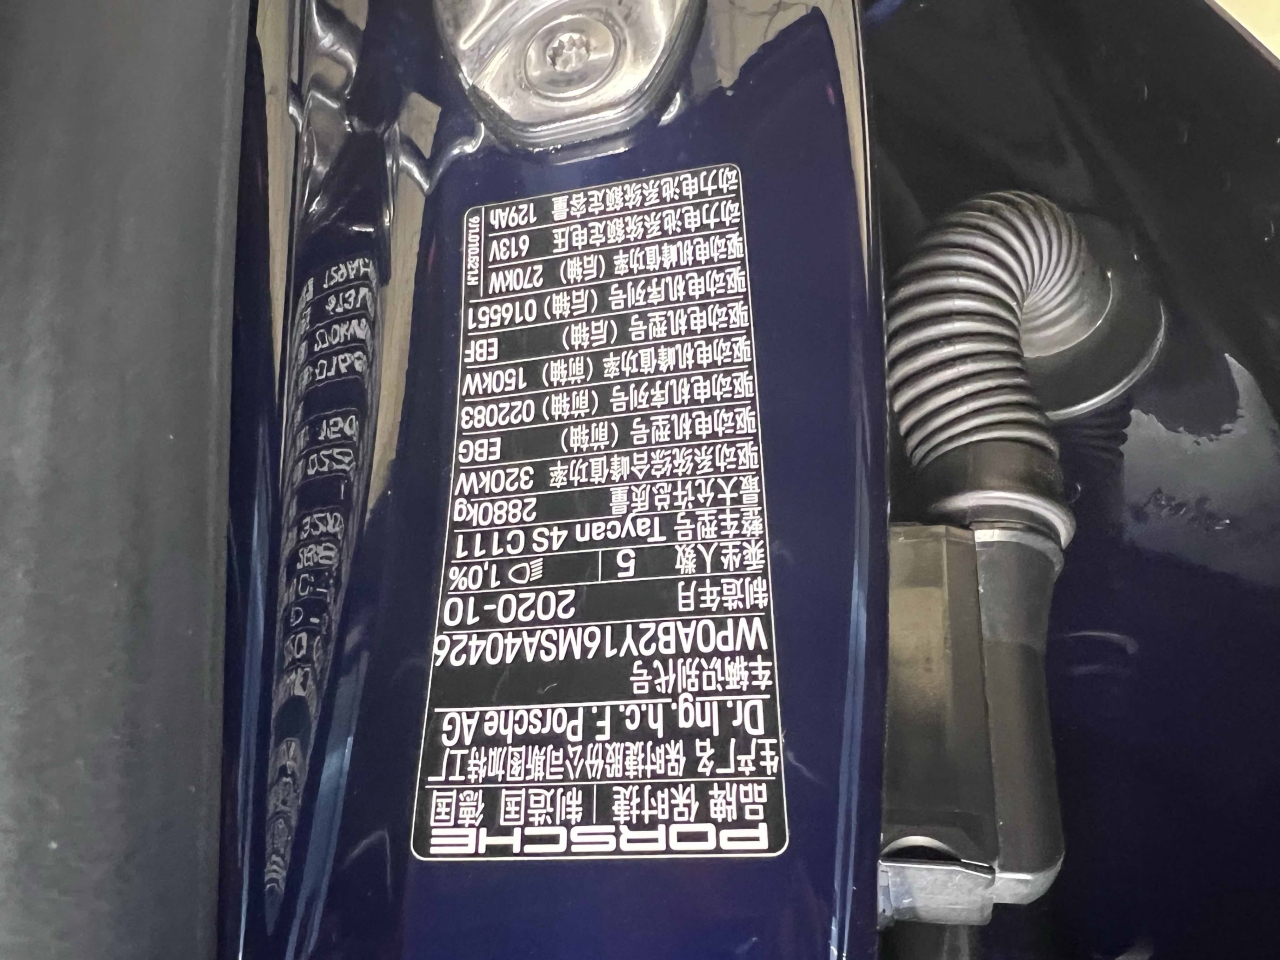 PORSCHE
品牌 保时捷 制造国 德国
生产厂名 保时捷股份公司斯图加特工厂
Dr. Ing. h.c. F. Porsche AG
车辆识别代号
WP0AB2Y16MSA40426
制造年月 2020-10
乘坐人数 5 1,0%
整车型号 Taycan 4S C111
最大允许总质量 2880kg
驱动系统综合峰值功率 320kW
驱动电机型号（前轴） EBG
驱动电机序列号（前轴） 022083
驱动电机峰值功率（前轴） 150kW
驱动电机型号（后轴） EBF
驱动电机序列号（后轴） 016551
驱动电机峰值功率（后轴） 270kW
动力电池系统额定电压 613V
动力电池系统额定容量 129Ah